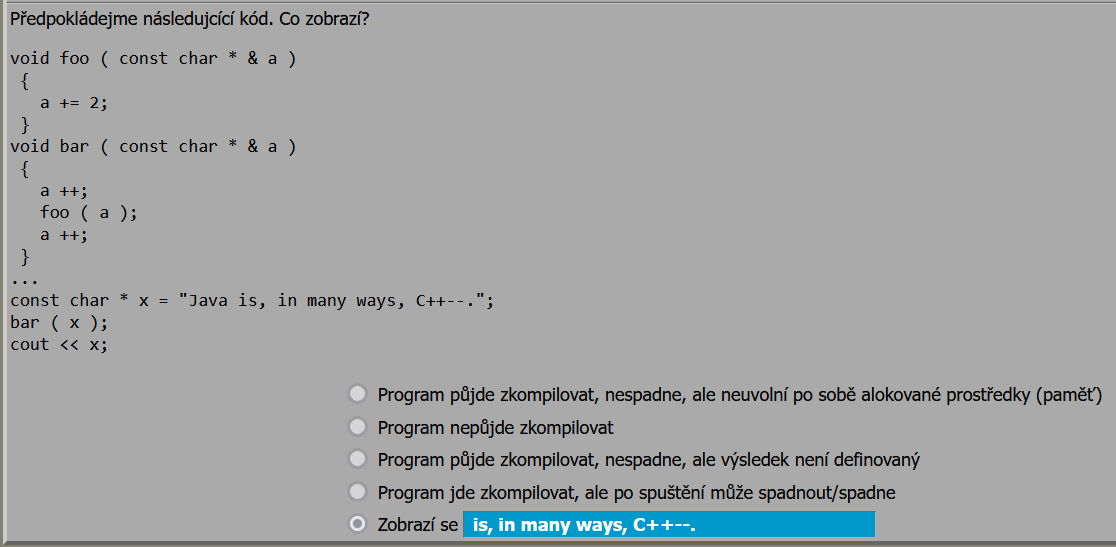 Předpokládejme následujcící kód. Co zobrazí?
void foo ( const char * & a )
{
a += 2;
}
void bar ( const char * & a )
{
a ++;
foo ( a );
a ++;
}
...
const char * x = "Java is, in many ways, C++--.";
bar ( x );
cout << x;
Program půjde zkompilovat, nespadne, ale neuvolní po sobě alokované prostředky (paměť)
Program nepůjde zkompilovat
Program půjde zkompilovat, nespadne, ale výsledek není definovaný
Program jde zkompilovat, ale po spuštění může spadnout/spadne
Zobrazí se is, in many ways, C++--.